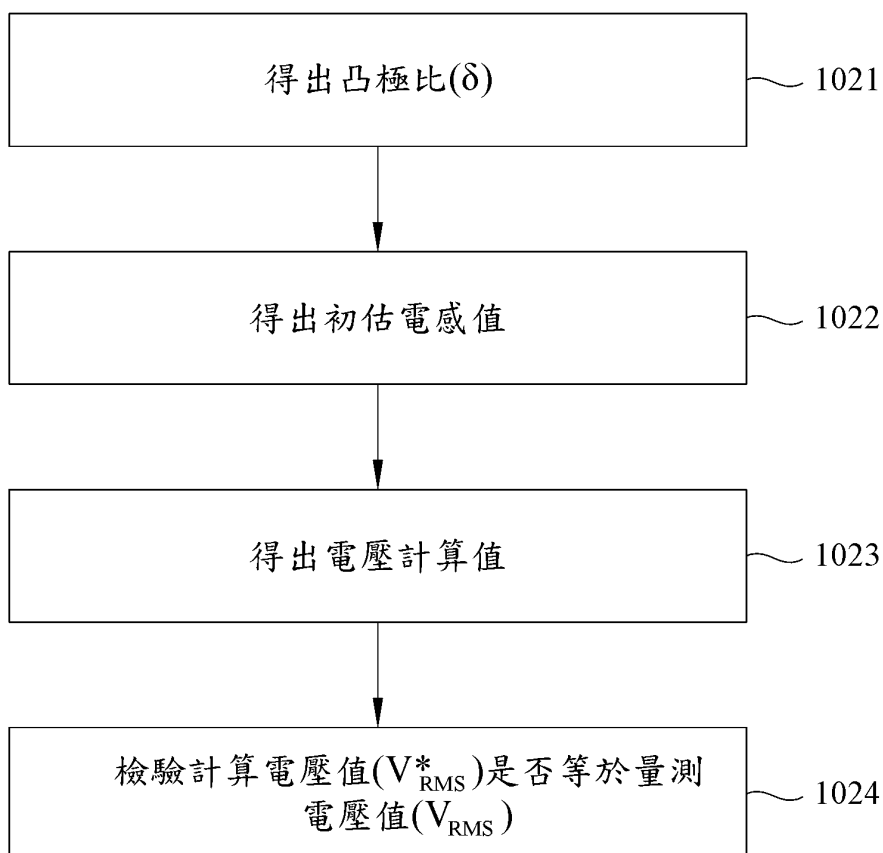 得出凸極比(δ)
1021
得出初估電感值
1022
得出電壓計算值
1023
檢驗計算電壓值(V*RMS)是否等於量測
電壓值(VRMS)
1024